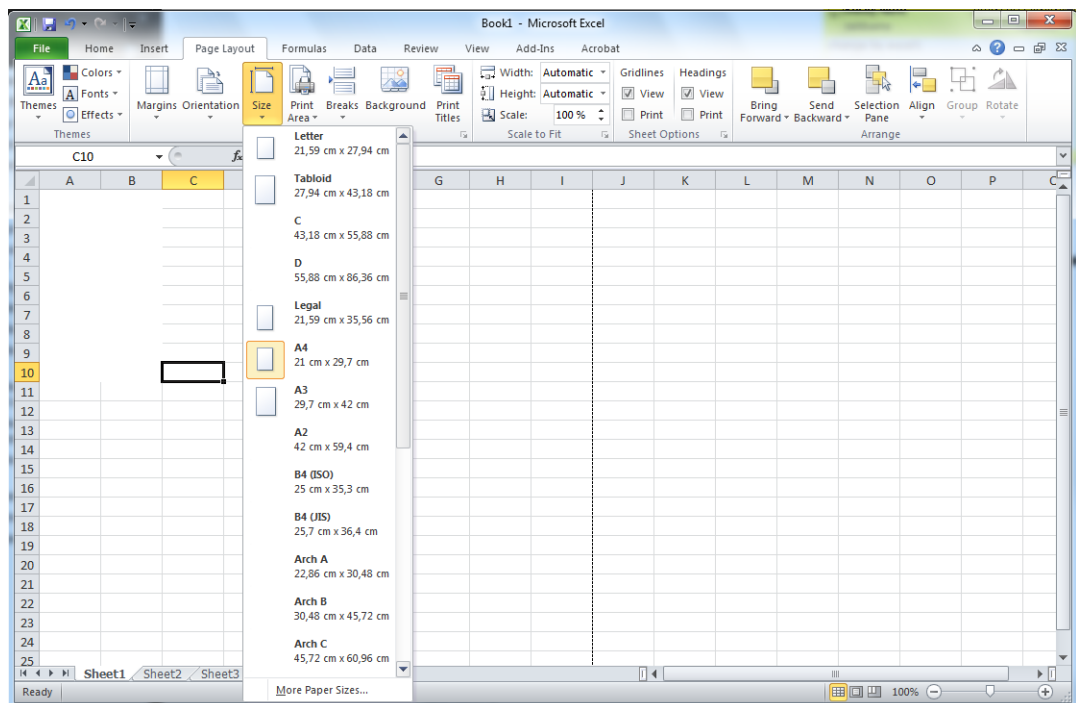 Book1 - Microsoft Excel
File Home Insert Page Layout Formulas Data Review View Add-Ins Acrobat
Colors Width: Automatic Gridlines Headings
Aa Fonts Height: Automatic View View
Themes Effects Margins Orientation Size Print Area Breaks Background Print Titles Scale: 100 % Print Print Bring Forward Send Backward Selection Pane Align Group Rotate
Themes Scale to Fit Sheet Options Arrange
C10 fx
A B C G H I J K L M N O P
1
2
3
4
5
6
7
8
9
10
11
12
13
14
15
16
17
18
19
20
21
22
23
24
25
Letter
21,59 cm x 27,94 cm
Tabloid
27,94 cm x 43,18 cm
C
43,18 cm x 55,88 cm
D
55,88 cm x 86,36 cm
Legal
21,59 cm x 35,56 cm
A4
21 cm x 29,7 cm
A3
29,7 cm x 42 cm
A2
42 cm x 59,4 cm
B4 (ISO)
25 cm x 35,3 cm
B4 (JIS)
25,7 cm x 36,4 cm
Arch A
22,86 cm x 30,48 cm
Arch B
30,48 cm x 45,72 cm
Arch C
45,72 cm x 60,96 cm
More Paper Sizes...
Sheet1 Sheet2 Sheet3
Ready 100%